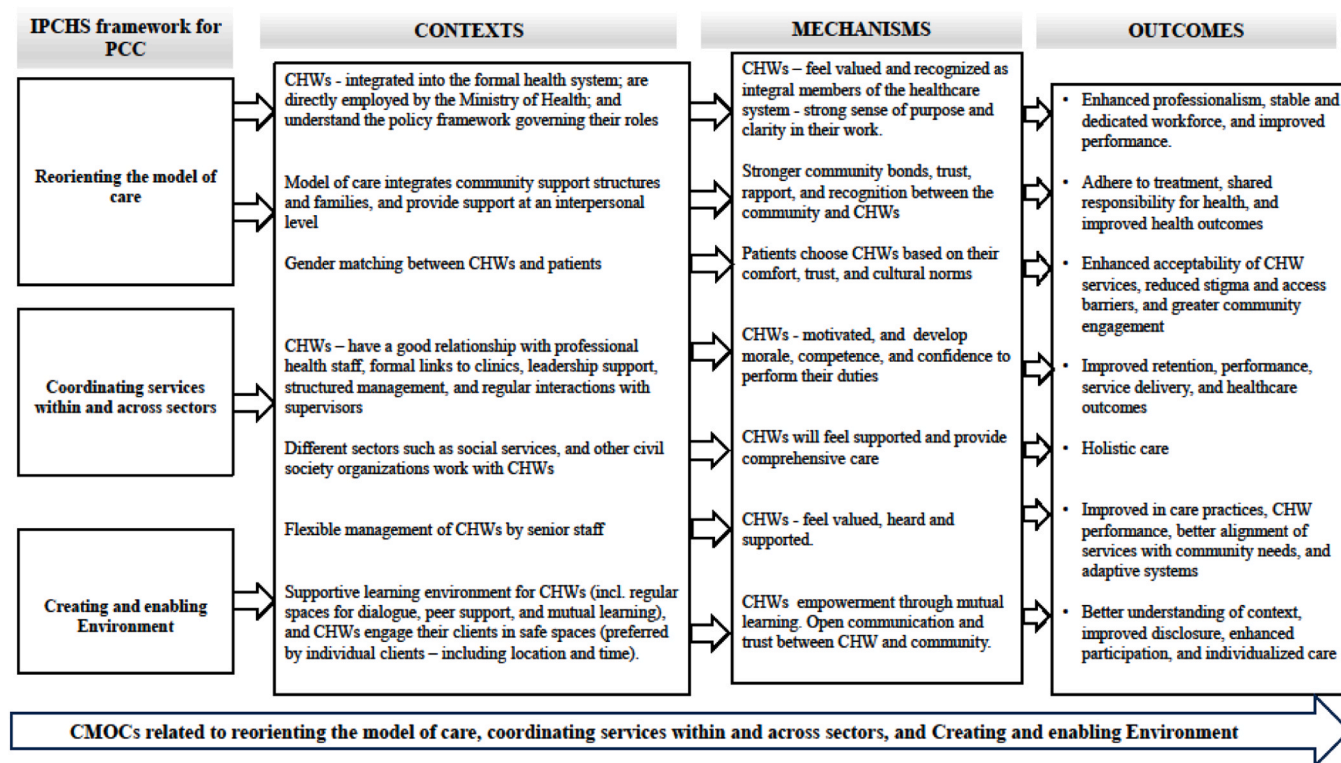 IPCHS framework for
PCC
CONTEXTS
MECHANISMS
OUTCOMES
Reorienting the model of
care
Coordinating services
within and across sectors
Creating and enabling
Environment
CHWs - integrated into the formal health system; are
directly employed by the Ministry of Health; and
understand the policy framework governing their roles
Model of care integrates community support structures
and families, and provide support at an interpersonal
level
Gender matching between CHWs and patients
CHWs – have a good relationship with professional
health staff, formal links to clinics, leadership support,
structured management, and regular interactions with
supervisors
Different sectors such as social services, and other civil
society organizations work with CHWs
Flexible management of CHWs by senior staff
Supportive learning environment for CHWs (incl. regular
spaces for dialogue, peer support, and mutual learning),
and CHWs engage their clients in safe spaces (preferred
by individual clients – including location and time).
CHWs – feel valued and recognized as
integral members of the healthcare
system - strong sense of purpose and
clarity in their work.
Stronger community bonds, trust,
rapport, and recognition between the
community and CHWs
Patients choose CHWs based on their
comfort, trust, and cultural norms
CHWs - motivated, and develop
morale, competence, and confidence to
perform their duties
CHWs will feel supported and provide
comprehensive care
CHWs - feel valued, heard and
supported.
CHWs empowerment through mutual
learning. Open communication and
trust between CHW and community.
• Enhanced professionalism, stable and
dedicated workforce, and improved
performance.
• Adhere to treatment, shared
responsibility for health, and
improved health outcomes
• Enhanced acceptability of CHW
services, reduced stigma and access
barriers, and greater community
engagement
• Improved retention, performance,
service delivery, and healthcare
outcomes
• Holistic care
• Improved in care practices, CHW
performance, better alignment of
services with community needs, and
adaptive systems
• Better understanding of context,
improved disclosure, enhanced
participation, and individualized care
CMOCs related to reorienting the model of care, coordinating services within and across sectors, and Creating and enabling Environment